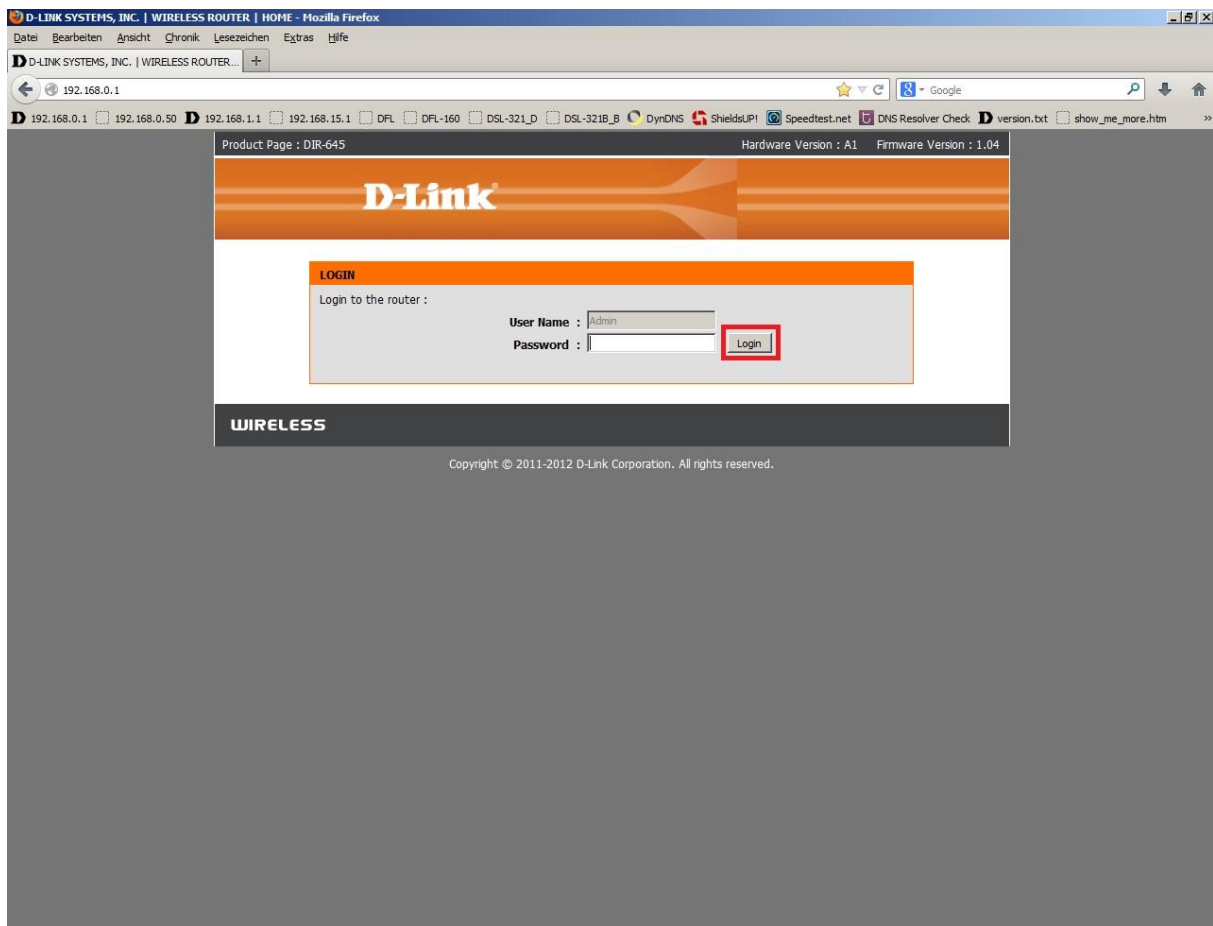 D-LINK SYSTEMS, INC. | WIRELESS ROUTER | HOME - Mozilla Firefox
Datei Bearbeiten Ansicht Chronik Lesezeichen Extras Hilfe
D-LINK SYSTEMS, INC. | WIRELESS ROUTER...
192.168.0.1 Google
192.168.0.1 192.168.0.50 192.168.1.1 192.168.15.1 DFL DFL-160 DSL-321_D DSL-321B_B DynDNS ShieldsUP! Speedtest.net DNS Resolver Check version.txt show_me_more.htm »
Product Page : DIR-645 Hardware Version : A1 Firmware Version : 1.04
D-Link®
LOGIN
Login to the router :
User Name : Admin
Password : Login
WIRELESS
Copyright © 2011-2012 D-Link Corporation. All rights reserved.